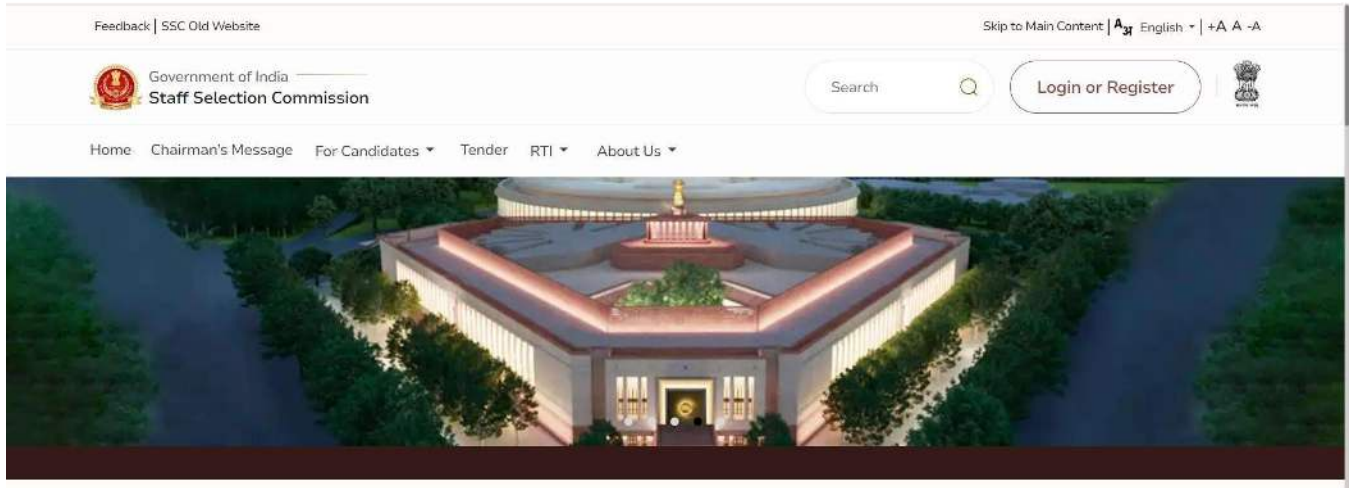 Feedback | SSC Old Website
Skip to Main Content | Aअ English | +A A -A
Government of India
Staff Selection Commission
Search
Login or Register
Home Chairman's Message For Candidates Tender RTI About Us